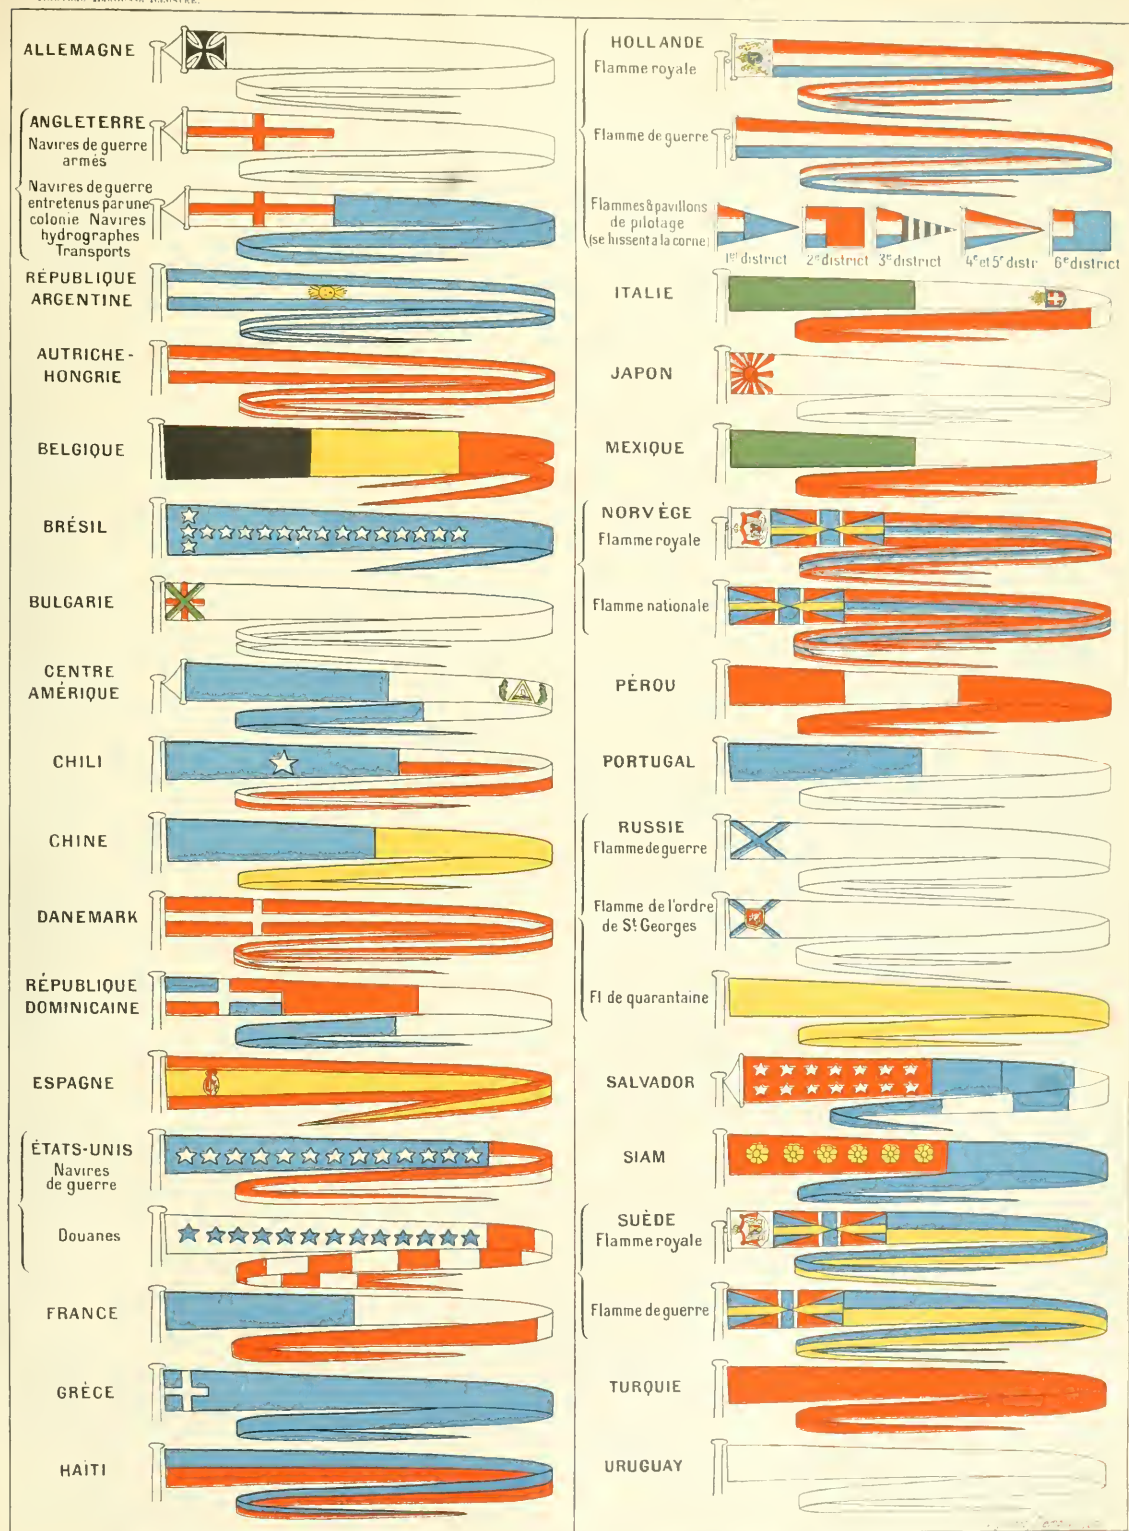 ALLEMAGNE
ANGLETERRE
Navires de guerre
armés
Navires de guerre
entretenus par une
colonie Navires
hydrographes
Transports
RÉPUBLIQUE
ARGENTINE
AUTRICHE-
HONGRIE
BELGIQUE
BRÉSIL
BULGARIE
CENTRE
AMÉRIQUE
CHILI
CHINE
DANEMARK
RÉPUBLIQUE
DOMINICAINE
ESPAGNE
ÉTATS-UNIS
Navires
de guerre
Douanes
FRANCE
GRÈCE
HAÏTI
HOLLANDE
Flamme royale
Flamme de guerre
Flammes & pavillons
de pilotage
(se hissent a la corne)
1er district 2e district 3e district 4e et 5e distr 6e district
ITALIE
JAPON
MEXIQUE
NORVÈGE
Flamme royale
Flamme nationale
PÉROU
PORTUGAL
RUSSIE
Flamme de guerre
Flamme de l'ordre
de St Georges
Fl de quarantaine
SALVADOR
SIAM
SUÈDE
Flamme royale
Flamme de guerre
TURQUIE
URUGUAY